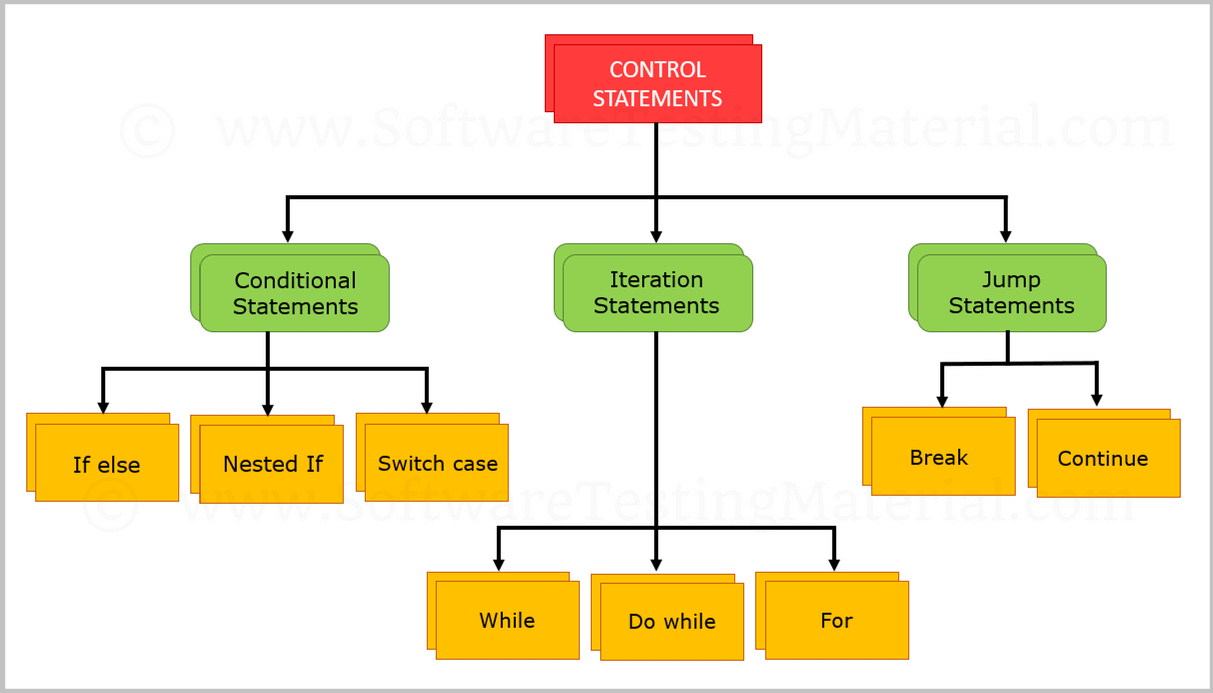 CONTROL
STATEMENTS
© www.SoftwareTestingMaterial.com
Conditional
Statements
Iteration
Statements
Jump
Statements
If else
Nested If
Switch case
Break
Continue
© www.SoftwareTestingMaterial.com
While
Do while
For